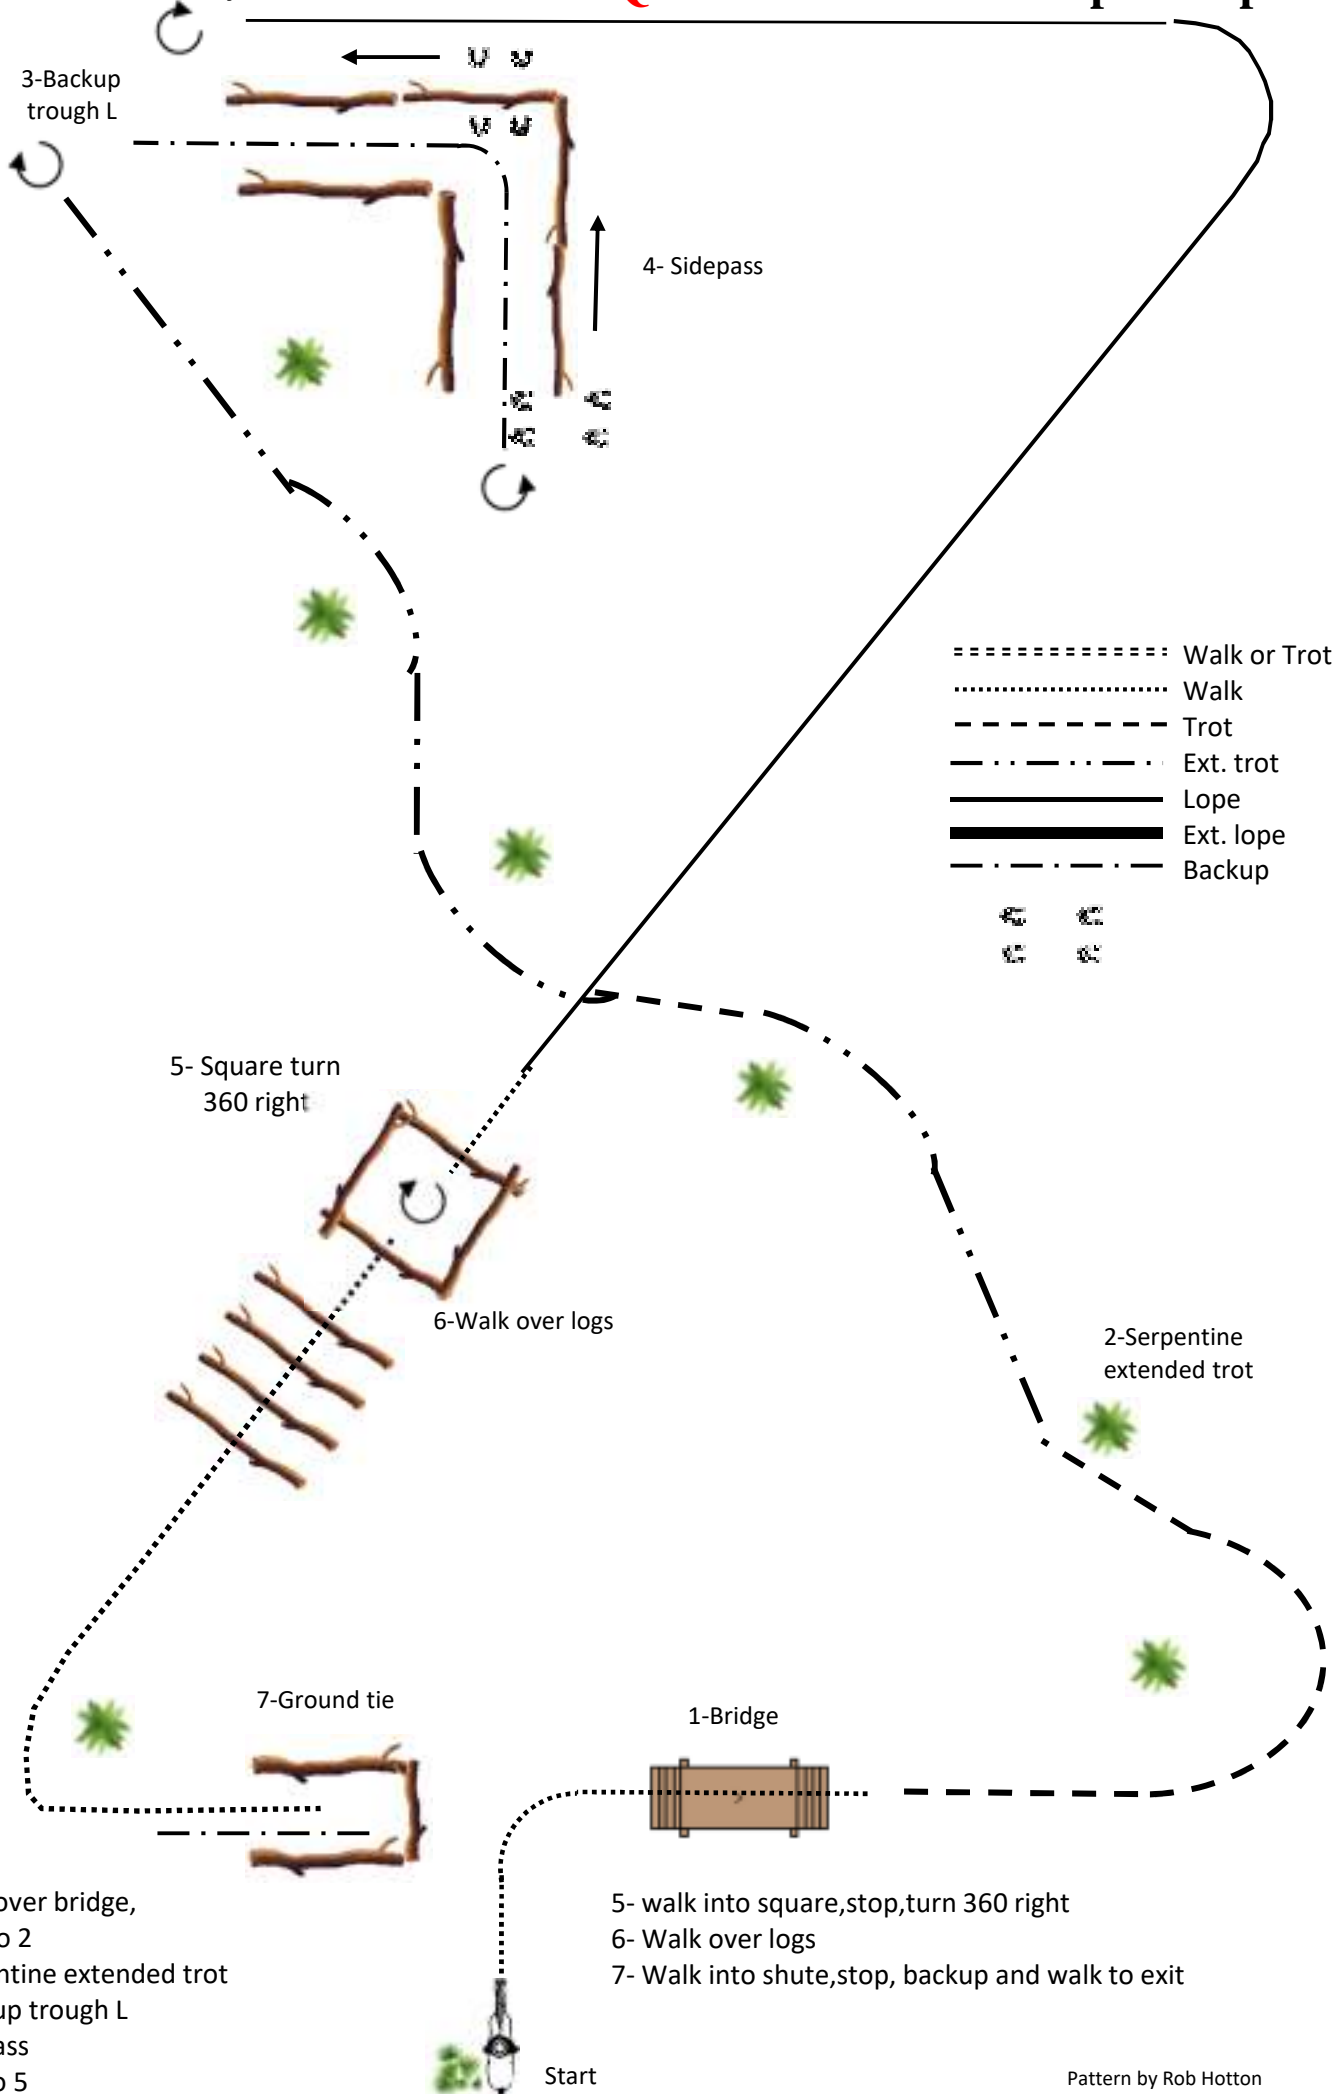 3-Backup
trough L
4- Sidepass
Walk or Trot
Walk
Trot
Ext. trot
Lope
Ext. lope
Backup
5- Square turn
360 right
6-Walk over logs
2-Serpentine
extended trot
7-Ground tie
1-Bridge
over bridge,
2
extended trot
trough L
5
5- walk into square,stop,turn 360 right
6- Walk over logs
7- Walk into shute,stop, backup and walk to exit
Start
Pattern by Rob Hotton